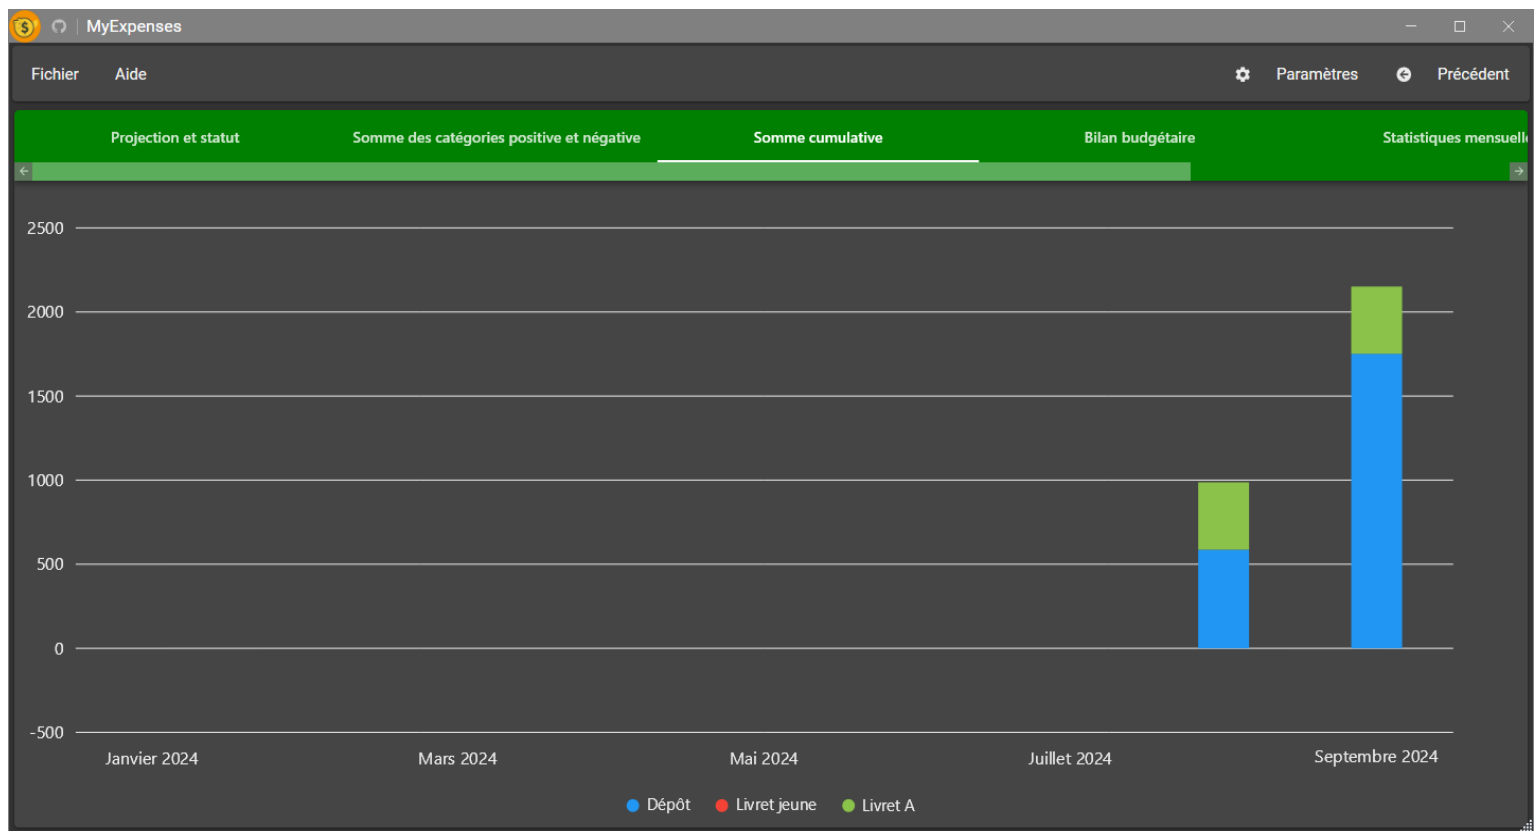 MyExpenses
Fichier Aide Paramètres Précédent
Projection et statut Somme des catégories positive et négative Somme cumulative Bilan budgétaire Statistiques mensuelle
2500
2000
1500
1000
500
0
-500
Janvier 2024 Mars 2024 Mai 2024 Juillet 2024 Septembre 2024
Dépôt Livret jeune Livret A